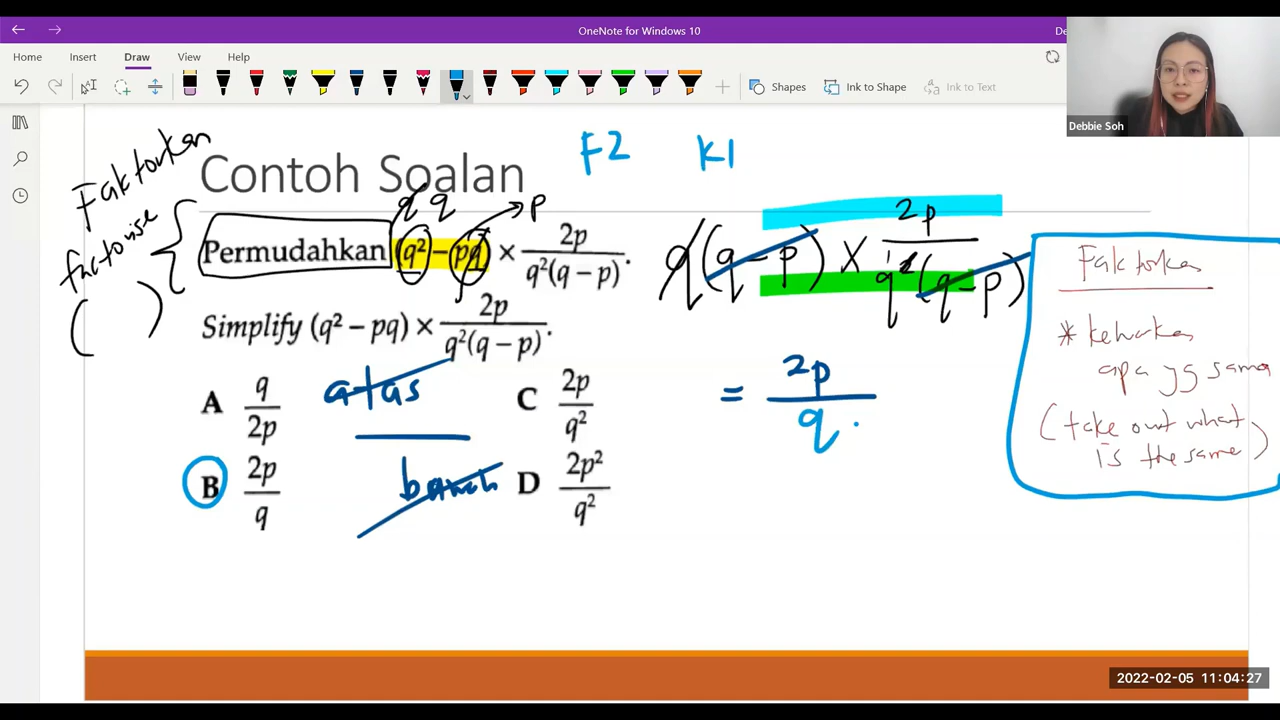 OneNote for Windows 10
De
Home Insert Draw View Help
Shapes Ink to Shape Ink to Text
Debbie Soh
Faktorkan
factorise
( )
Contoh Soalan
F2 K1
q q p
Permudahkan (q² − pq) × 2p / q²(q − p).
Simplify (q² − pq) × 2p / q²(q − p).
A q / 2p
B 2p / q
C 2p / q²
D 2p² / q²
p
atas
q(q − p) × 2p / q²(q − p)
= 2p / q.
Faktorkan
* keluarkan
apa yg sama
(take out what
is the same)
2022-02-05 11:04:27